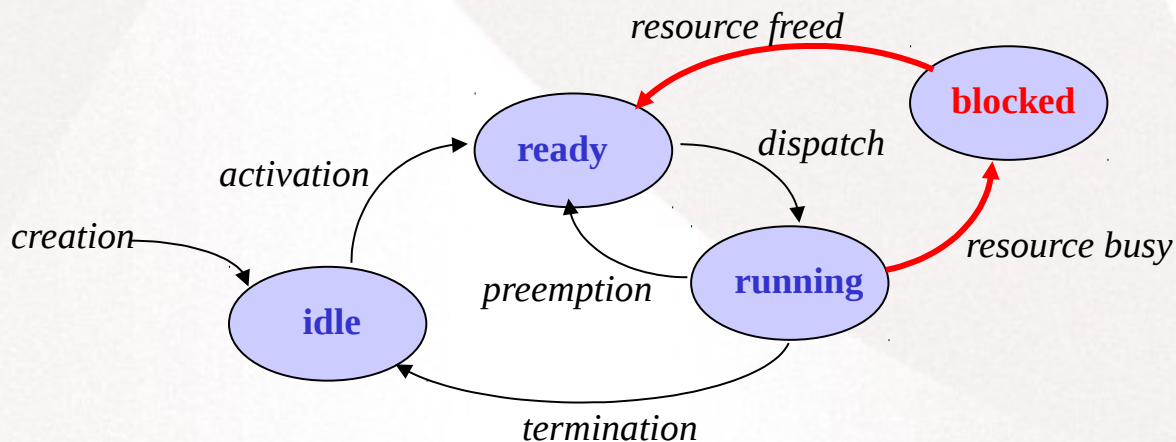 resource freed
blocked
ready
dispatch
activation
creation
resource busy
preemption
running
idle
termination